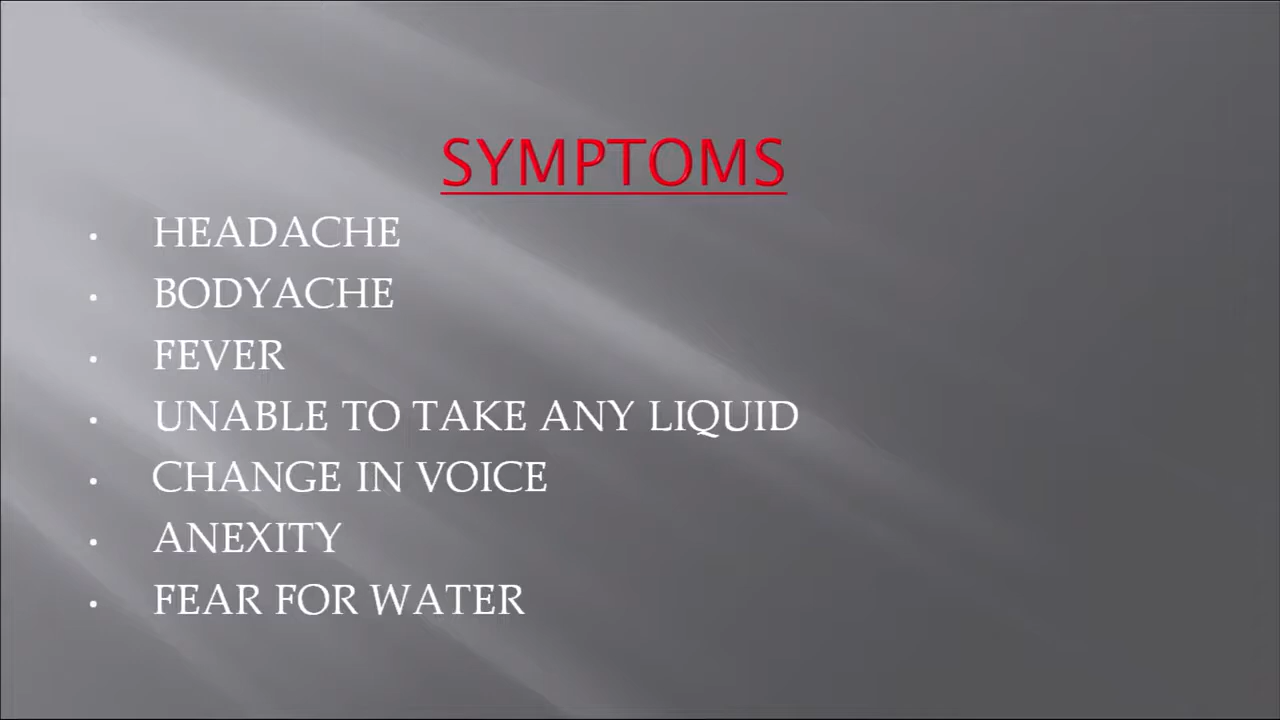 SYMPTOMS
• HEADACHE
• BODYACHE
• FEVER
• UNABLE TO TAKE ANY LIQUID
• CHANGE IN VOICE
• ANEXITY
• FEAR FOR WATER